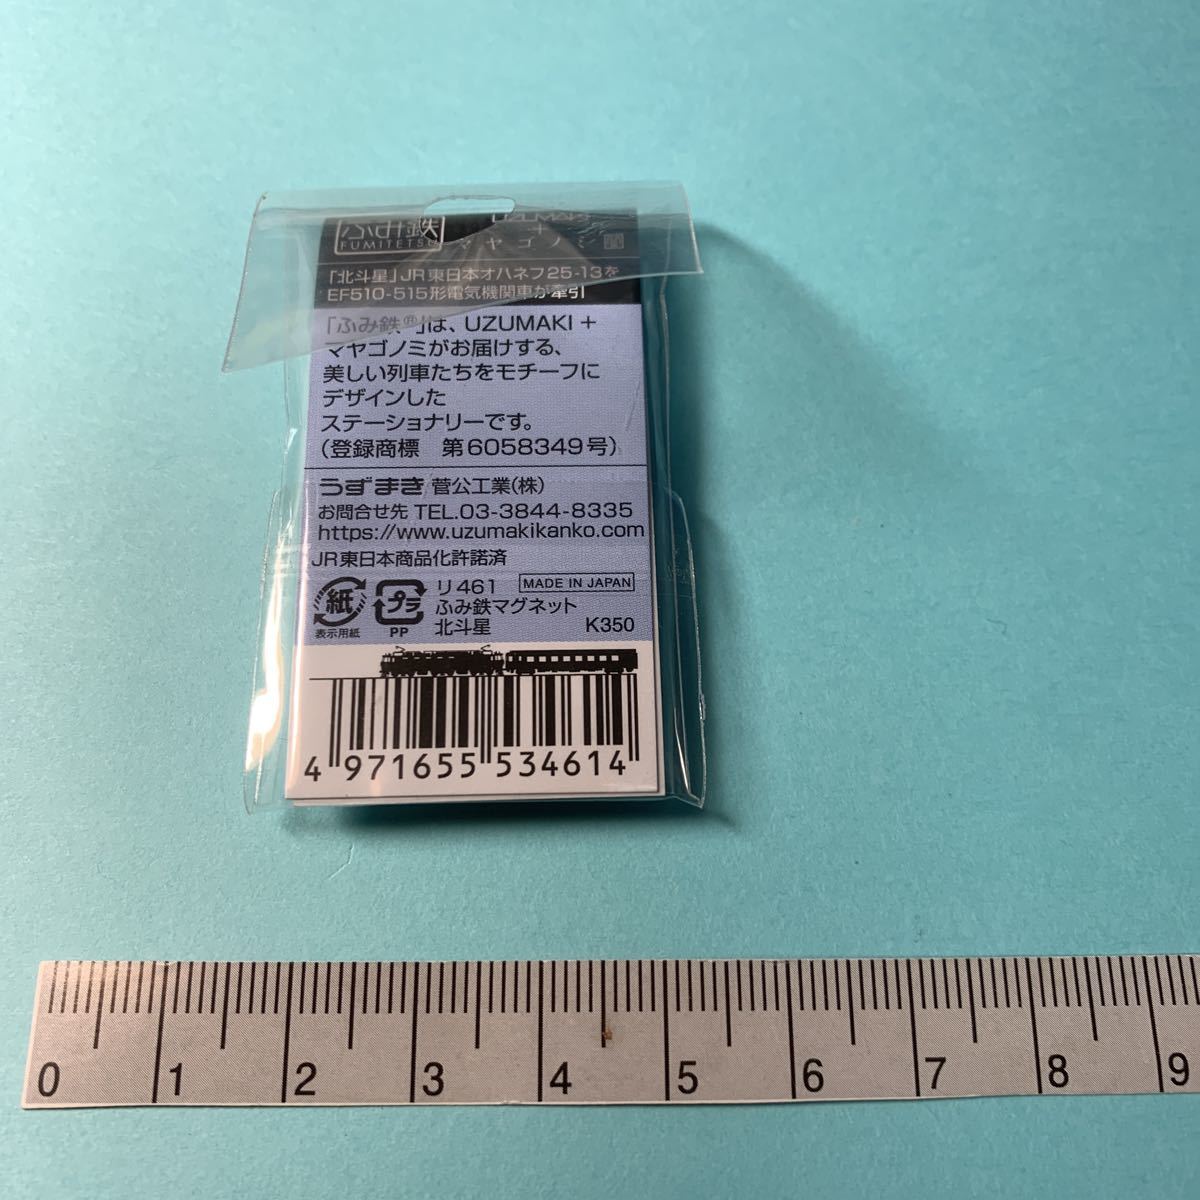 ふみ鉄
FUMITETSU
UZUMAKI
+
マヤゴノミ
「北斗星」JR東日本オハネフ25-13を
EF510-515形電気機関車が牽引
「ふみ鉄®」は、UZUMAKI +
マヤゴノミがお届けする、
美しい列車たちをモチーフに
デザインした
ステーショナリーです。
(登録商標 第6058349号)
うずまき 菅公工業(株)
お問合せ先 TEL.03-3844-8335
https://www.uzumakikanko.com
JR東日本商品化許諾済
紙
表示用紙
プラ
PP
リ461
MADE IN JAPAN
ふみ鉄マグネット
北斗星
K350
4 971655 534614
0 1 2 3 4 5 6 7 8 9